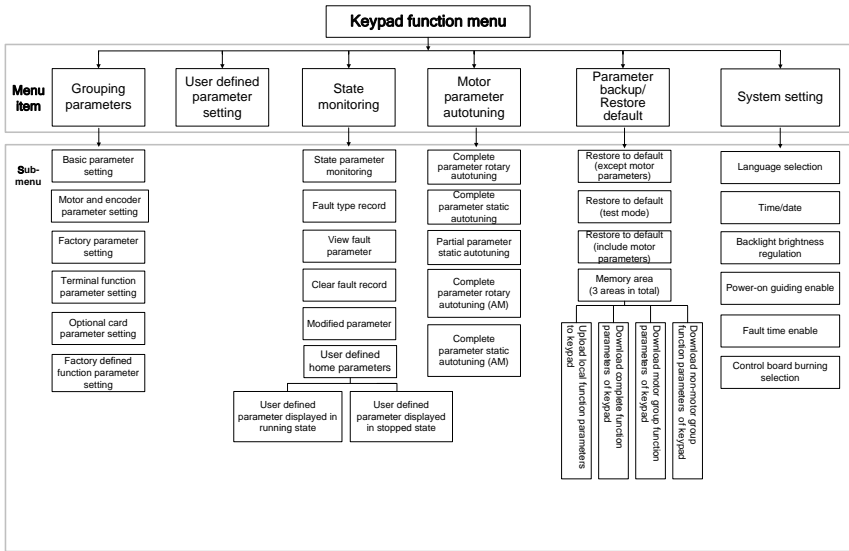 Keypad function menu
Menu
item
Grouping
parameters
User defined
parameter
setting
State
monitoring
Motor
parameter
autotuning
Parameter
backup/
Restore
default
System setting
Sub-
menu
Basic parameter
setting
Motor and encoder
parameter setting
Factory parameter
setting
Terminal function
parameter setting
Optional card
parameter setting
Factory defined
function parameter
setting
State parameter
monitoring
Fault type record
View fault
parameter
Clear fault record
Modified parameter
User defined
home parameters
User defined
parameter displayed in
running state
User defined
parameter displayed
in stopped state
Complete
parameter rotary
autotuning
Complete
parameter static
autotuning
Partial parameter
static autotuning
Complete
parameter rotary
autotuning (AM)
Complete
parameter static
autotuning (AM)
Restore to default
(except motor
parameters)
Restore to default
(test mode)
Restore to default
(include motor
parameters)
Memory area
(3 areas in total)
Upload local function parameters
to keypad
Download complete function
parameters of keypad
Download motor group function
parameters of keypad
Download non-motor group
function parameters of keypad
Language selection
Time/date
Backlight brightness
regulation
Power-on guiding enable
Fault time enable
Control board burning
selection